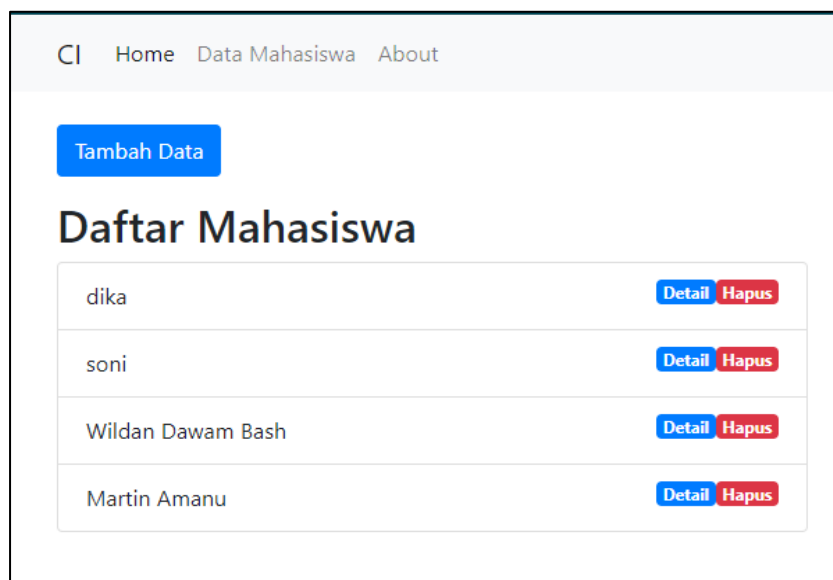 CI Home Data Mahasiswa About
Tambah Data
Daftar Mahasiswa
dika Detail Hapus
soni Detail Hapus
Wildan Dawam Bash Detail Hapus
Martin Amanu Detail Hapus